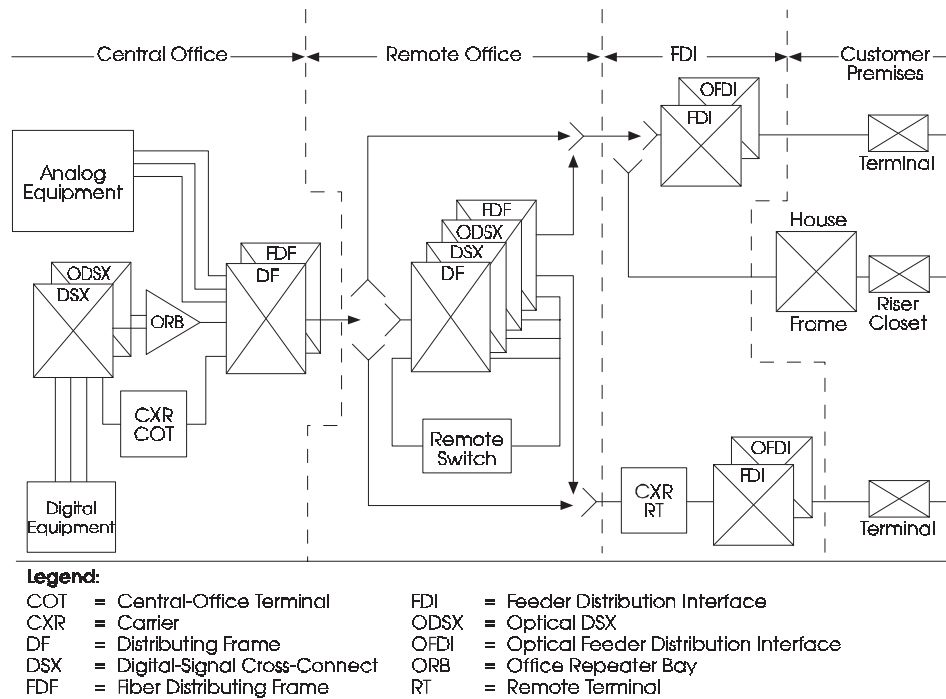 Central Office
Remote Office
FDI
Customer
Premises
OFDI
FDI
Terminal
Analog
Equipment
FDF
ODSX
DSX
DF
House
Frame
Riser
Closet
FDF
DF
ODSX
DSX
ORB
CXR
COT
Remote
Switch
Digital
Equipment
CXR
RT
OFDI
FDI
Terminal
Legend:
COT = Central-Office Terminal
CXR = Carrier
DF = Distributing Frame
DSX = Digital-Signal Cross-Connect
FDF = Fiber Distributing Frame
FDI = Feeder Distribution Interface
ODSX = Optical DSX
OFDI = Optical Feeder Distribution Interface
ORB = Office Repeater Bay
RT = Remote Terminal